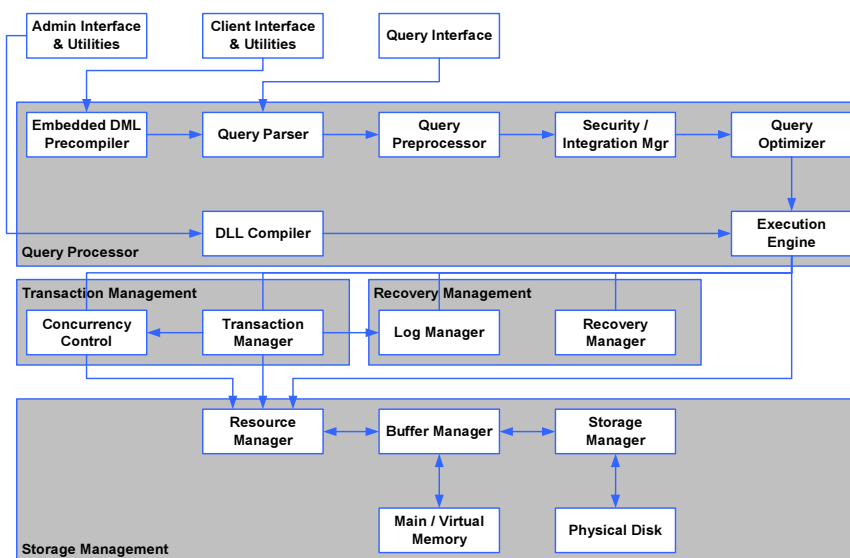 Admin Interface
& Utilities
Client Interface
& Utilities
Query Interface
Embedded DML
Precompiler
Query Parser
Query
Preprocessor
Security /
Integration Mgr
Query
Optimizer
DLL Compiler
Execution
Engine
Query Processor
Transaction Management
Recovery Management
Concurrency
Control
Transaction
Manager
Log Manager
Recovery
Manager
Resource
Manager
Buffer Manager
Storage
Manager
Main / Virtual
Memory
Physical Disk
Storage Management